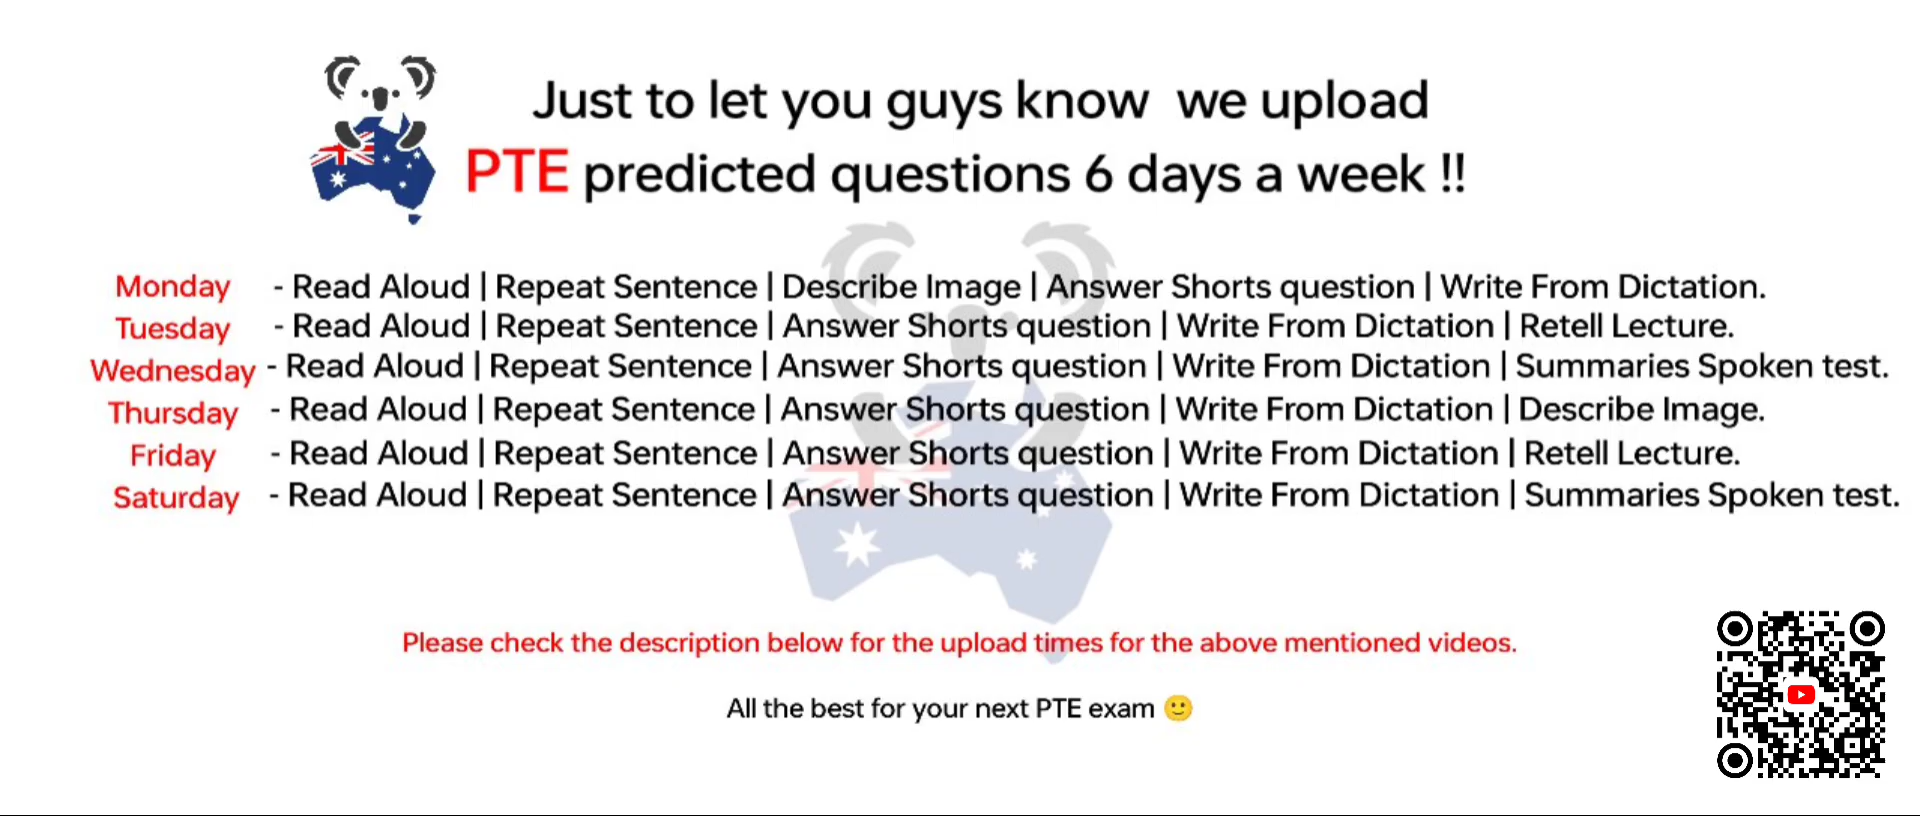 Just to let you guys know we upload
PTE predicted questions 6 days a week !!
Monday - Read Aloud | Repeat Sentence | Describe Image | Answer Shorts question | Write From Dictation.
Tuesday - Read Aloud | Repeat Sentence | Answer Shorts question | Write From Dictation | Retell Lecture.
Wednesday - Read Aloud | Repeat Sentence | Answer Shorts question | Write From Dictation | Summaries Spoken test.
Thursday - Read Aloud | Repeat Sentence | Answer Shorts question | Write From Dictation | Describe Image.
Friday - Read Aloud | Repeat Sentence | Answer Shorts question | Write From Dictation | Retell Lecture.
Saturday - Read Aloud | Repeat Sentence | Answer Shorts question | Write From Dictation | Summaries Spoken test.
Please check the description below for the upload times for the above mentioned videos.
All the best for your next PTE exam 🙂